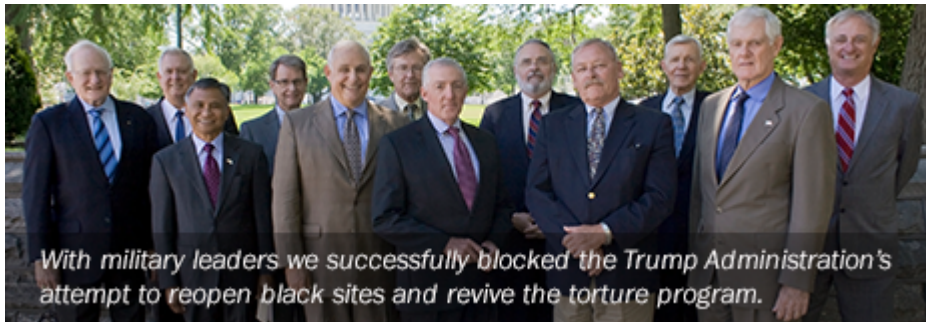 With military leaders we successfully blocked the Trump Administration's
attempt to reopen black sites and revive the torture program.